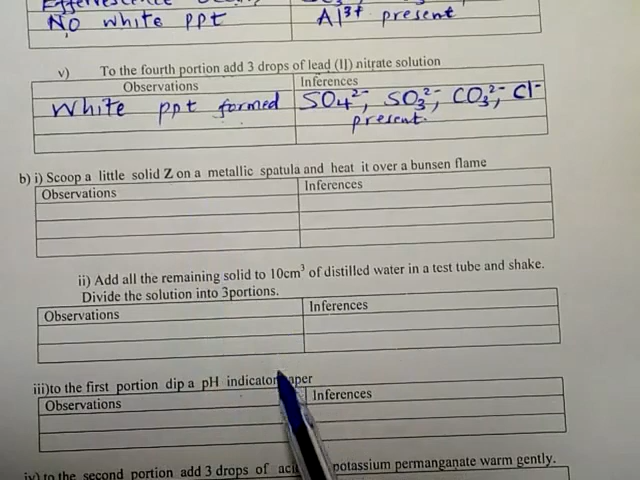 Effervescence
No white ppt
Al³⁺ present
v) To the fourth portion add 3 drops of lead (II) nitrate solution
Observations Inferences
White ppt formed SO₄²⁻, SO₃²⁻, CO₃²⁻, Cl⁻
present.
b) i) Scoop a little solid Z on a metallic spatula and heat it over a bunsen flame
Observations Inferences
ii) Add all the remaining solid to 10cm³ of distilled water in a test tube and shake.
Divide the solution into 3portions.
Observations Inferences
iii)to the first portion dip a pH indicator
Observations Inferences
iv) to the second portion add 3 drops of potassium permanganate warm gently.